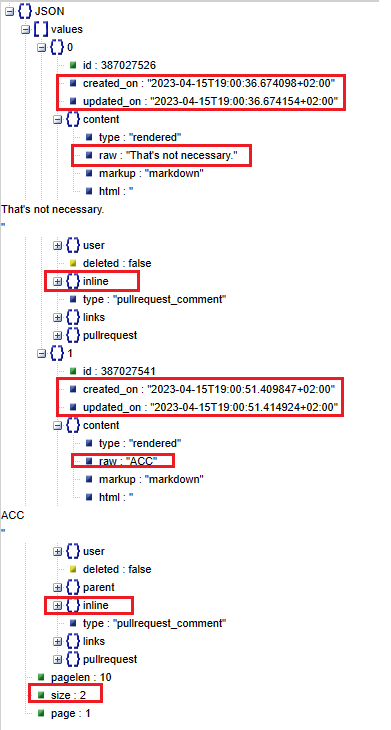 JSON
values
0
id : 387027526
created_on : "2023-04-15T19:00:36.674098+02:00"
updated_on : "2023-04-15T19:00:36.674154+02:00"
content
type : "rendered"
raw : "That's not necessary."
markup : "markdown"
html : "
That's not necessary.
"
user
deleted : false
inline
type : "pullrequest_comment"
links
pullrequest
1
id : 387027541
created_on : "2023-04-15T19:00:51.409847+02:00"
updated_on : "2023-04-15T19:00:51.414924+02:00"
content
type : "rendered"
raw : "ACC"
markup : "markdown"
html : "
ACC
"
user
deleted : false
parent
inline
type : "pullrequest_comment"
links
pullrequest
pagelen : 10
size : 2
page : 1